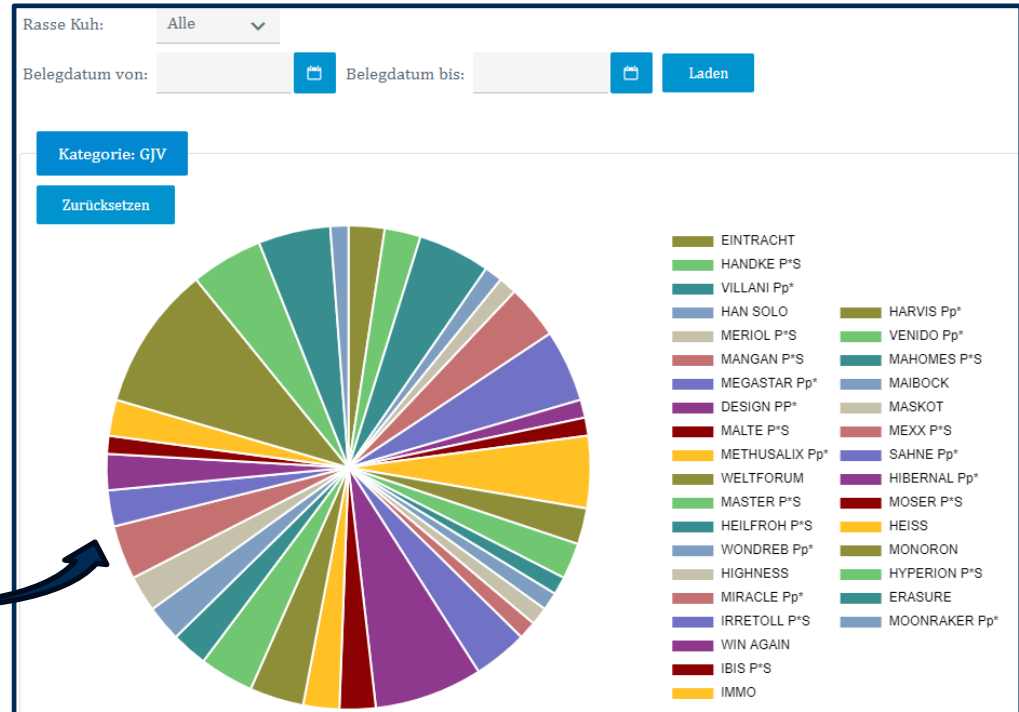 Rasse Kuh: Alle
Belegdatum von: Belegdatum bis: Laden
Kategorie: GJV
Zurücksetzen
EINTRACHT
HANDKE P*S
VILLANI Pp*
HAN SOLO
MERIOL P*S
MANGAN P*S
MEGASTAR Pp*
DESIGN PP*
MALTE P*S
METHUSALIX Pp*
WELTFORUM
MASTER P*S
HEILFROH P*S
WONDREB Pp*
HIGHNESS
MIRACLE Pp*
IRRETOLL P*S
WIN AGAIN
IBIS P*S
IMMO
HARVIS Pp*
VENIDO Pp*
MAHOMES P*S
MAIBOCK
MASKOT
MEXX P*S
SAHNE Pp*
HIBERNAL Pp*
MOSER P*S
HEISS
MONORON
HYPERION P*S
ERASURE
MOONRAKER Pp*